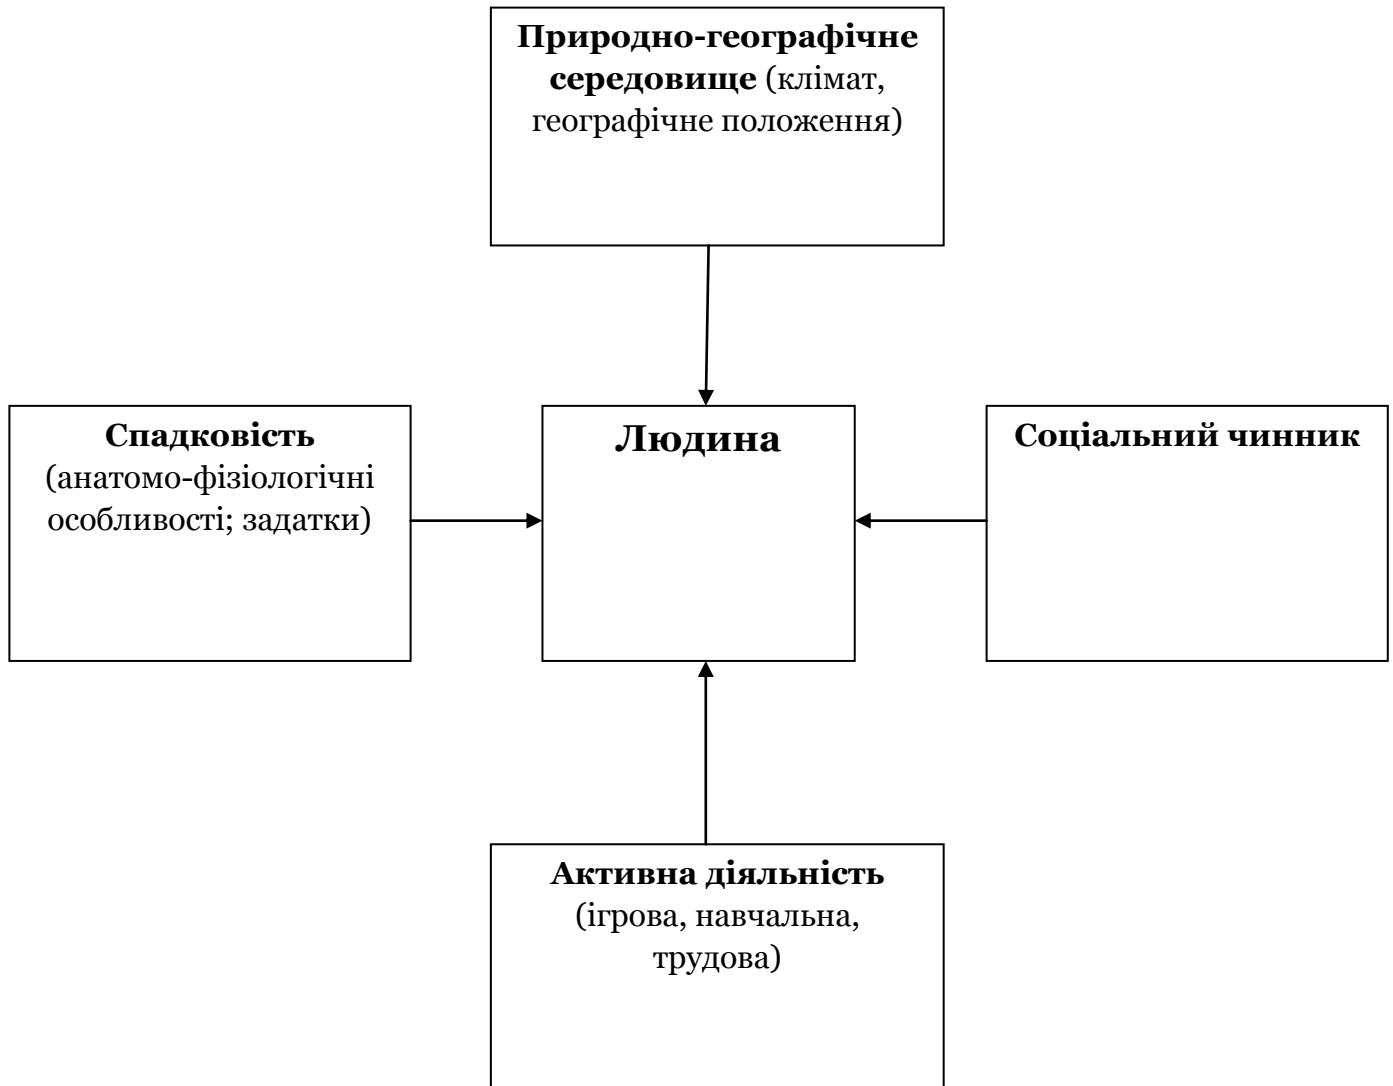 Природно-географічне
середовище (клімат,
географічне положення)
Спадковість
(анатомо-фізіологічні
особливості; задатки)
Людина
Соціальний чинник
Активна діяльність
(ігрова, навчальна,
трудова)